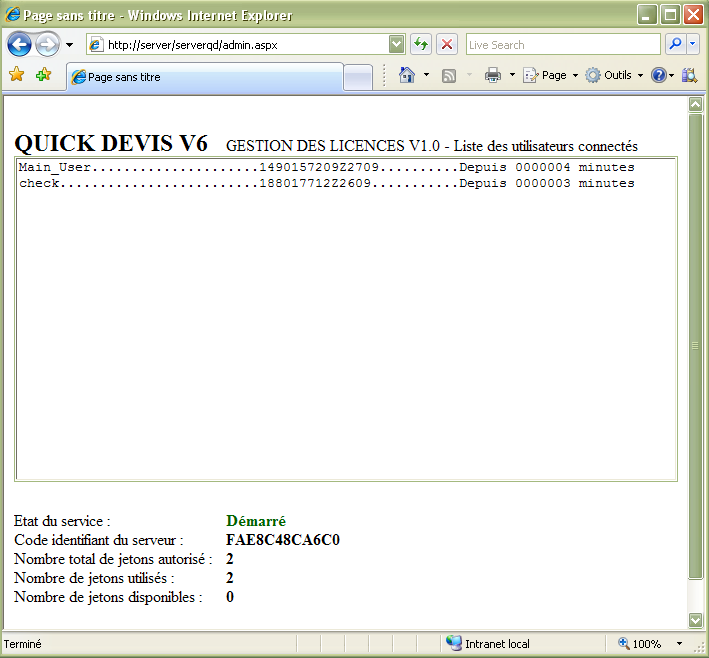 Page sans titre - Windows Internet Explorer
http://server/serverqd/admin.aspx
Live Search
Page sans titre
Page
Outils
QUICK DEVIS V6 GESTION DES LICENCES V1.0 - Liste des utilisateurs connectés
Main_User.....................1490157209Z2709..........Depuis 0000004 minutes
check.........................188017712Z2609...........Depuis 0000003 minutes
Etat du service : Démarré
Code identifiant du serveur : FAE8C48CA6C0
Nombre total de jetons autorisé : 2
Nombre de jetons utilisés : 2
Nombre de jetons disponibles : 0
Terminé
Intranet local
100%